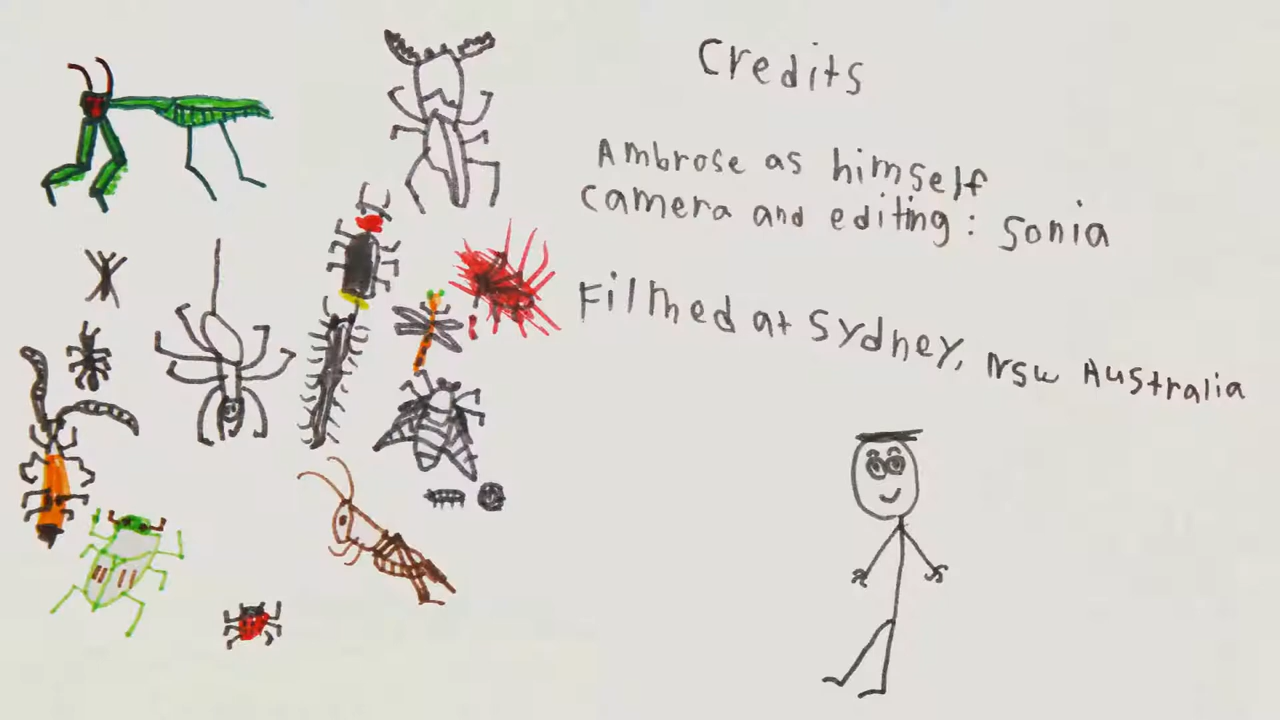 Credits
Ambrose as himself
camera and editing: Sonia
Filmed at Sydney, NSW Australia